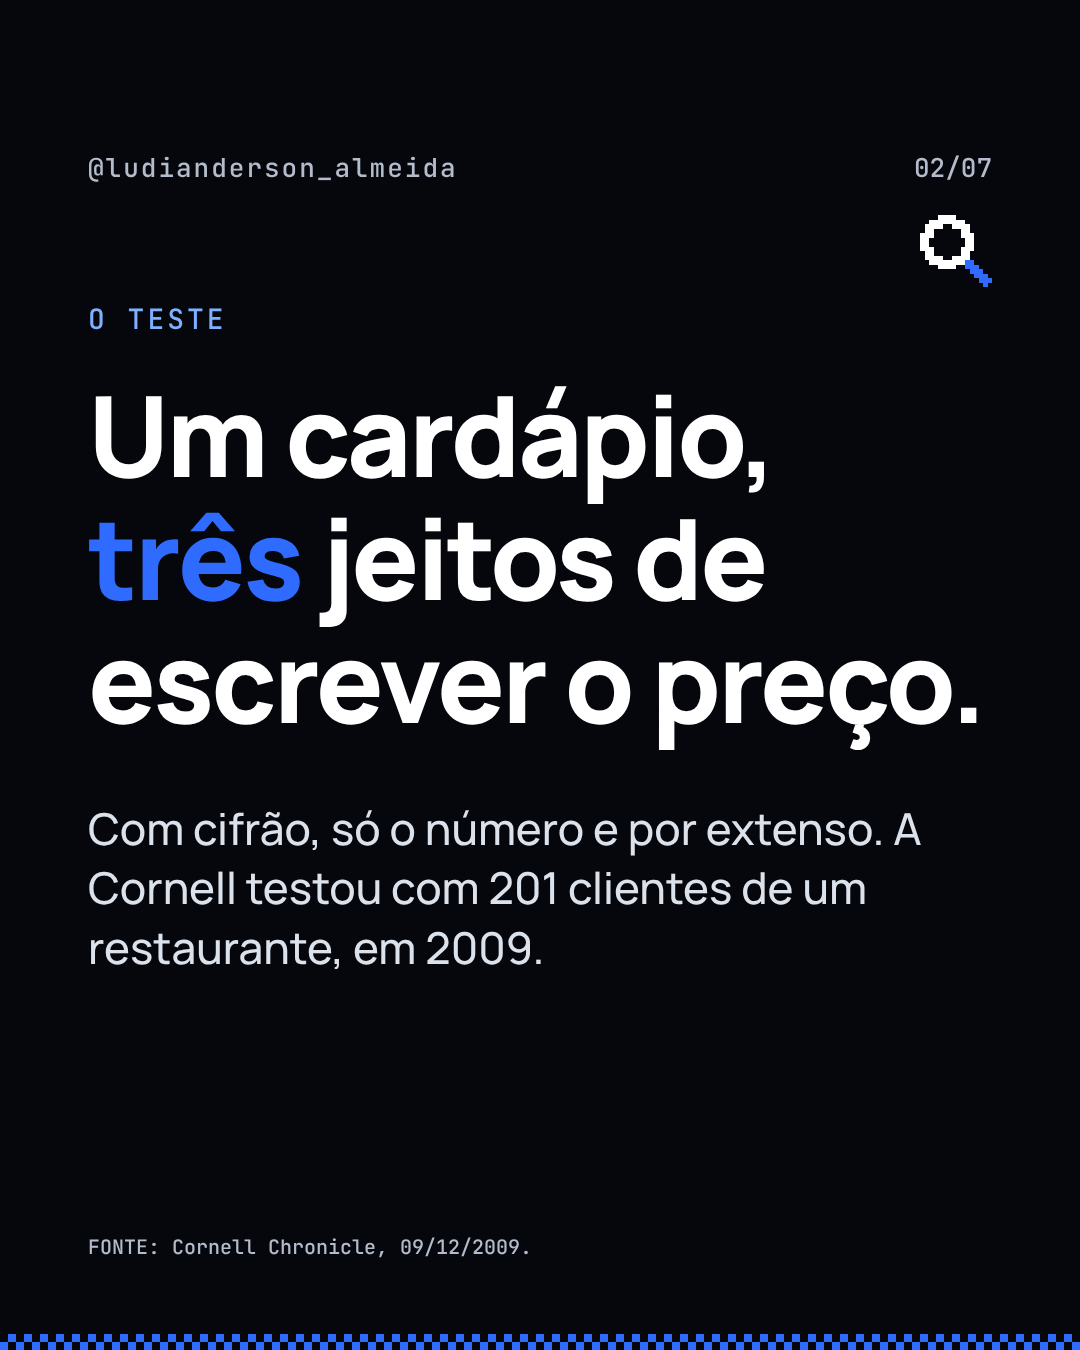 @ludianderson_almeida
02/07
O TESTE
Um cardápio,
três jeitos de
escrever o preço.
Com cifrão, só o número e por extenso. A
Cornell testou com 201 clientes de um
restaurante, em 2009.
FONTE: Cornell Chronicle, 09/12/2009.